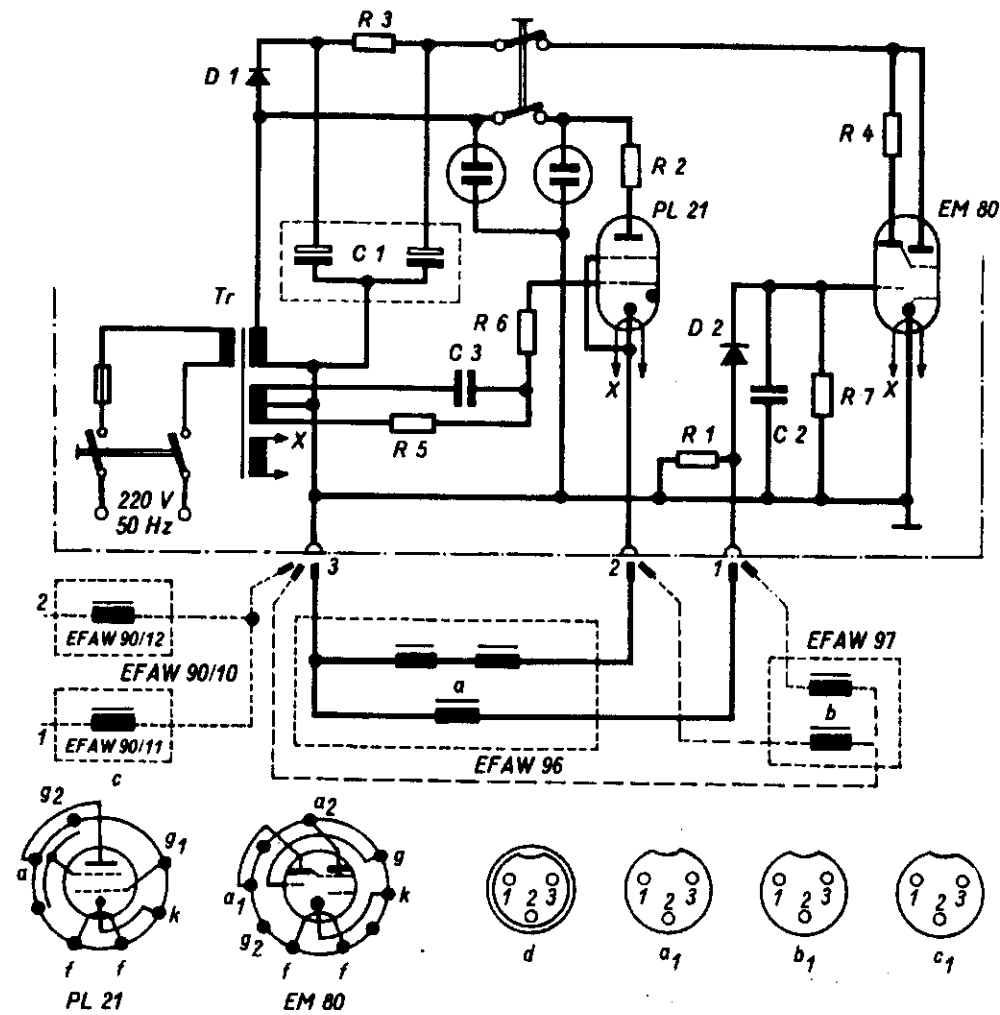 R 3
D 1
R 4
R 2
PL 21
EM 80
C 1
Tr
R 6
D 2
C 3
X
X
R 7
C 2
X
R 5
R 1
220 V
50 Hz
3
2
1
2
EFAW 90/12
EFAW 90/10
EFAW 97
a
b
1
EFAW 90/11
EFAW 96
c
g2
a2
g1
g
a
a1
k
k
1 2 3
1 2 3
1 2 3
1 2 3
g2
f
f
f
f
d
a1
b1
c1
PL 21
EM 80